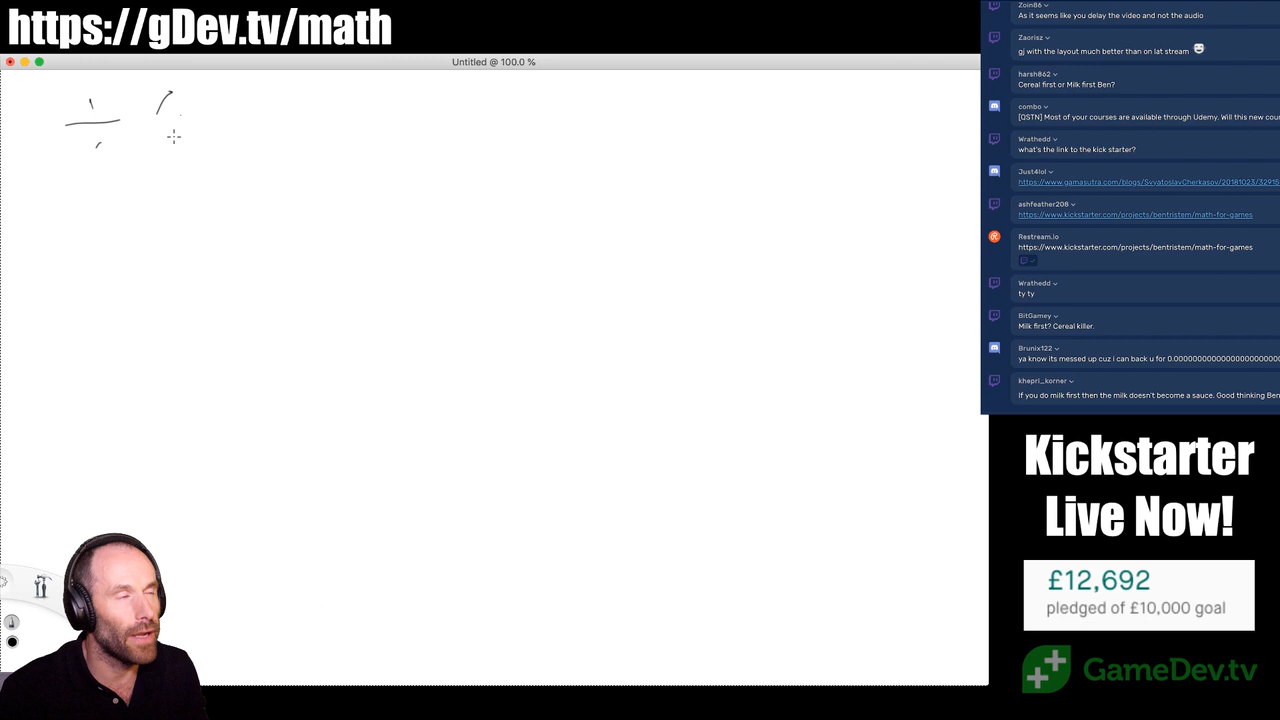 https://gDev.tv/math
Untitled @ 100.0 %
Zoin86
As it seems like you delay the video and not the audio
Zaorisz
gj with the layout much better than on lat stream
harsh862
Cereal first or Milk first Ben?
combo
[QSTN] Most of your courses are available through Udemy. Will this new cou
Wrathedd
what's the link to the kick starter?
Just4lol
https://www.gamasutra.com/blogs/SvyatoslavCherkasov/20181023/32915
ashfeather208
https://www.kickstarter.com/projects/bentristem/math-for-games
Restream.io
https://www.kickstarter.com/projects/bentristem/math-for-games
Wrathedd
ty ty
BitGamey
Milk first? Cereal killer.
Brunix122
ya know its messed up cuz i can back u for
khepri_korner
If you do milk first then the milk doesn't become a sauce. Good thinking Ben
Kickstarter
Live Now!
£12,692
pledged of £10,000 goal
GameDev.tv